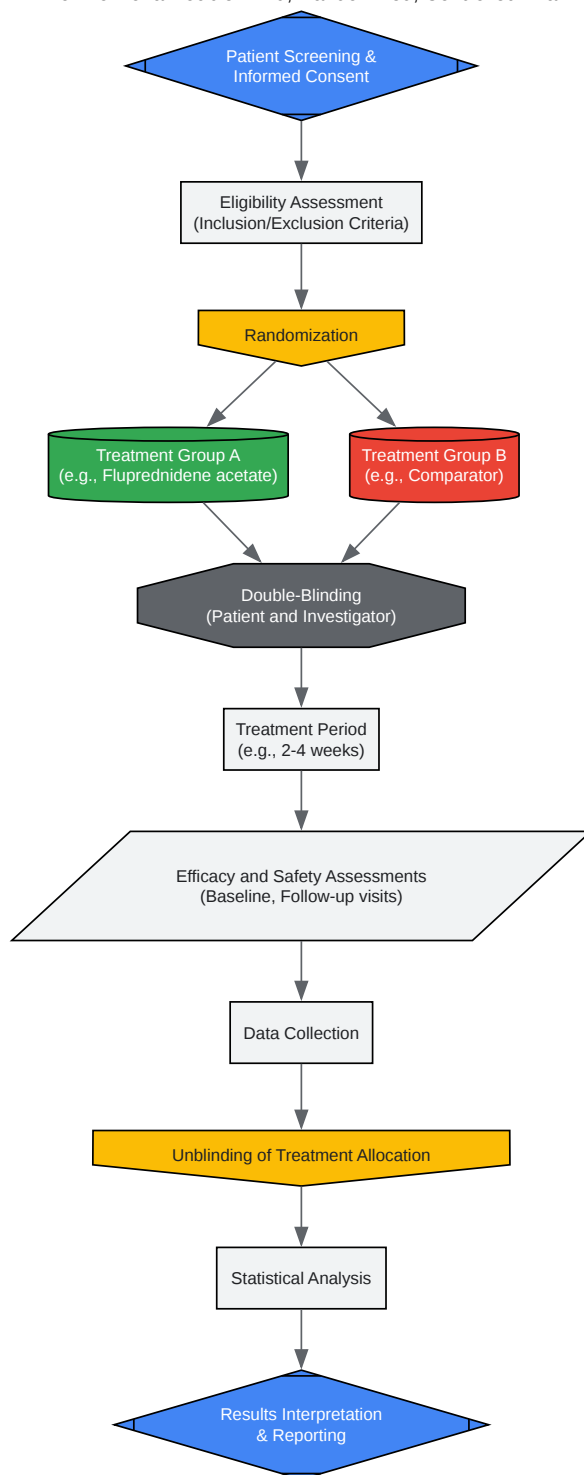 Patient Screening &
Informed Consent
Eligibility Assessment
(Inclusion/Exclusion Criteria)
Randomization
Treatment Group A
(e.g., Fluprednidene acetate)
Treatment Group B
(e.g., Comparator)
Double-Blinding
(Patient and Investigator)
Treatment Period
(e.g., 2-4 weeks)
Efficacy and Safety Assessments
(Baseline, Follow-up visits)
Data Collection
Unblinding of Treatment Allocation
Statistical Analysis
Results Interpretation
& Reporting